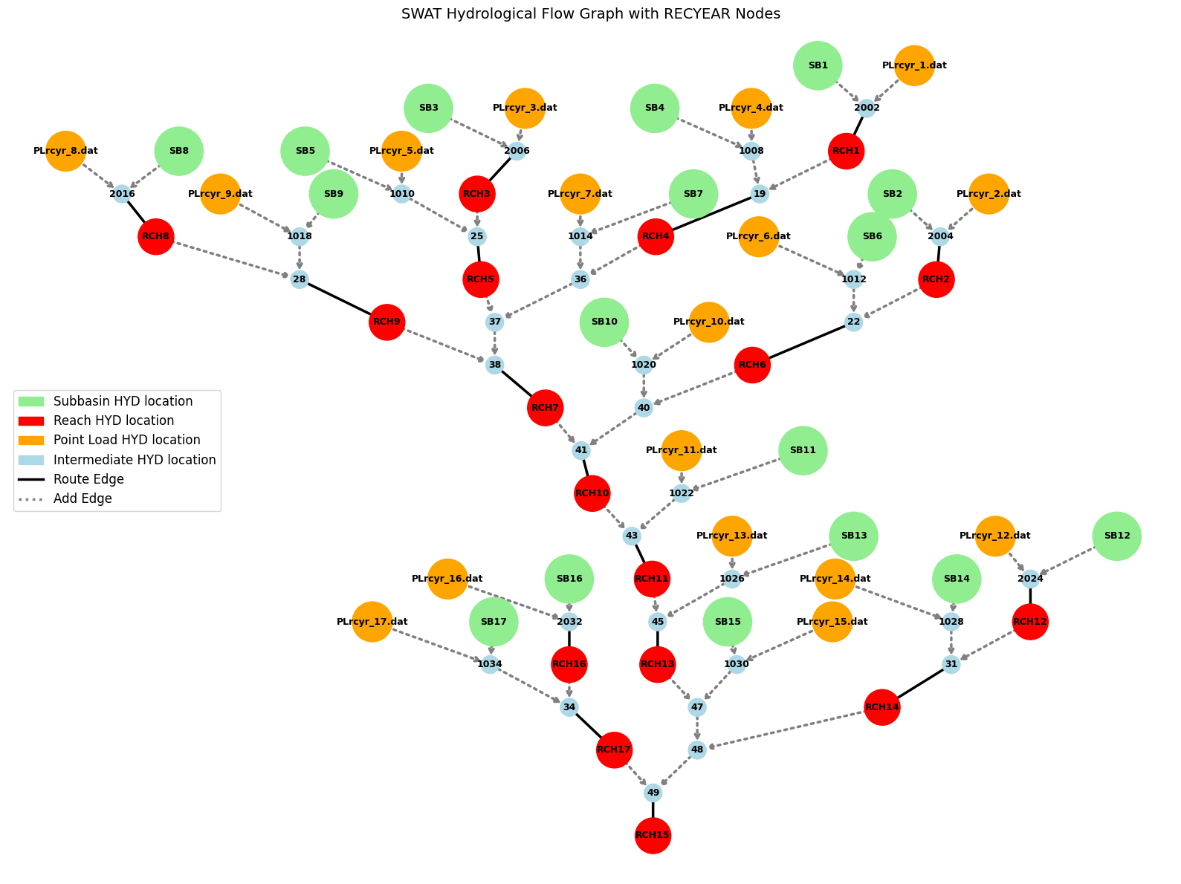 SWAT Hydrological Flow Graph with RECYEAR Nodes
SB1
PLrcyr_1.dat
SB3
PLrcyr_3.dat
SB4
PLrcyr_4.dat
2002
PLrcyr_8.dat
SB8
SB5
PLrcyr_5.dat
2006
1008
RCH1
2016
PLrcyr_9.dat
SB9
1010
RCH3
PLrcyr_7.dat
SB7
19
SB2
PLrcyr_2.dat
RCH8
1018
25
1014
RCH4
PLrcyr_6.dat
SB6
2004
28
RCH5
36
1012
RCH2
RCH9
37
SB10
PLrcyr_10.dat
22
38
1020
RCH6
RCH7
40
Subbasin HYD location
Reach HYD location
Point Load HYD location
Intermediate HYD location
Route Edge
Add Edge
41
PLrcyr_11.dat
SB11
RCH10
1022
43
PLrcyr_13.dat
SB13
PLrcyr_12.dat
SB12
PLrcyr_16.dat
SB16
RCH11
1026
PLrcyr_14.dat
SB14
2024
PLrcyr_17.dat
SB17
2032
45
SB15
PLrcyr_15.dat
1028
RCH12
1034
RCH16
RCH13
1030
31
34
47
RCH14
RCH17
48
49
RCH15